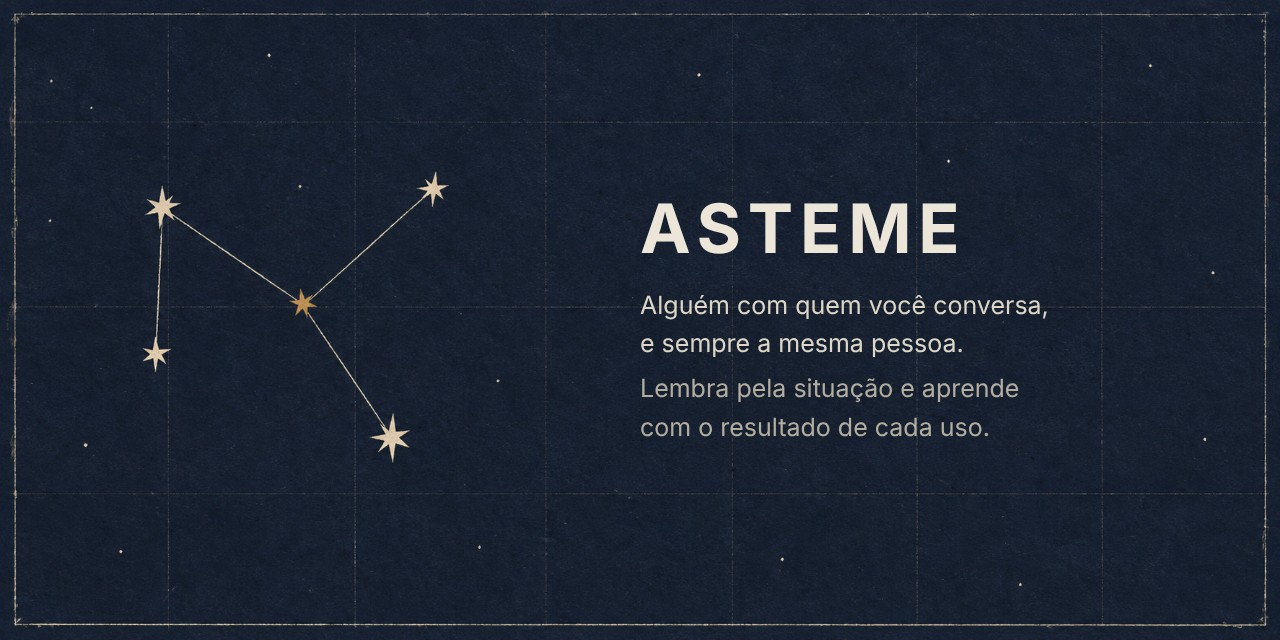 ASTEME
Alguém com quem você conversa,
e sempre a mesma pessoa.
Lembra pela situação e aprende
com o resultado de cada uso.